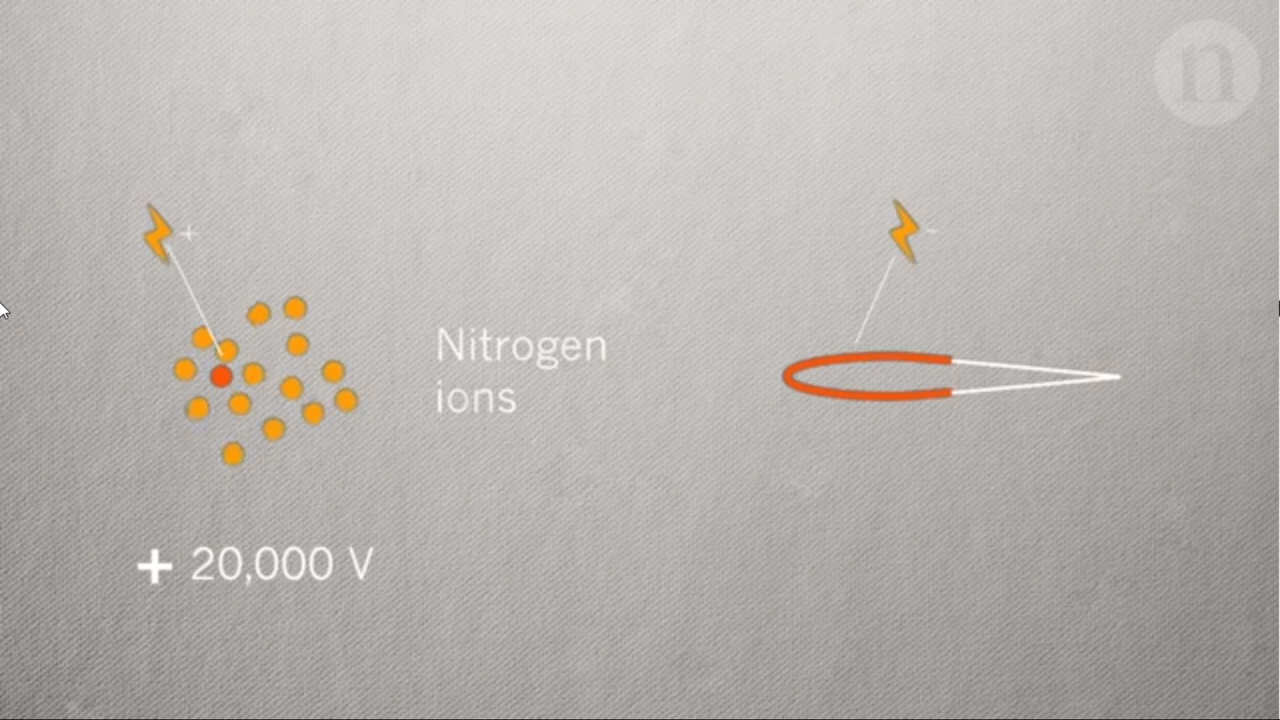 n
+
-
Nitrogen
ions
+ 20,000 V